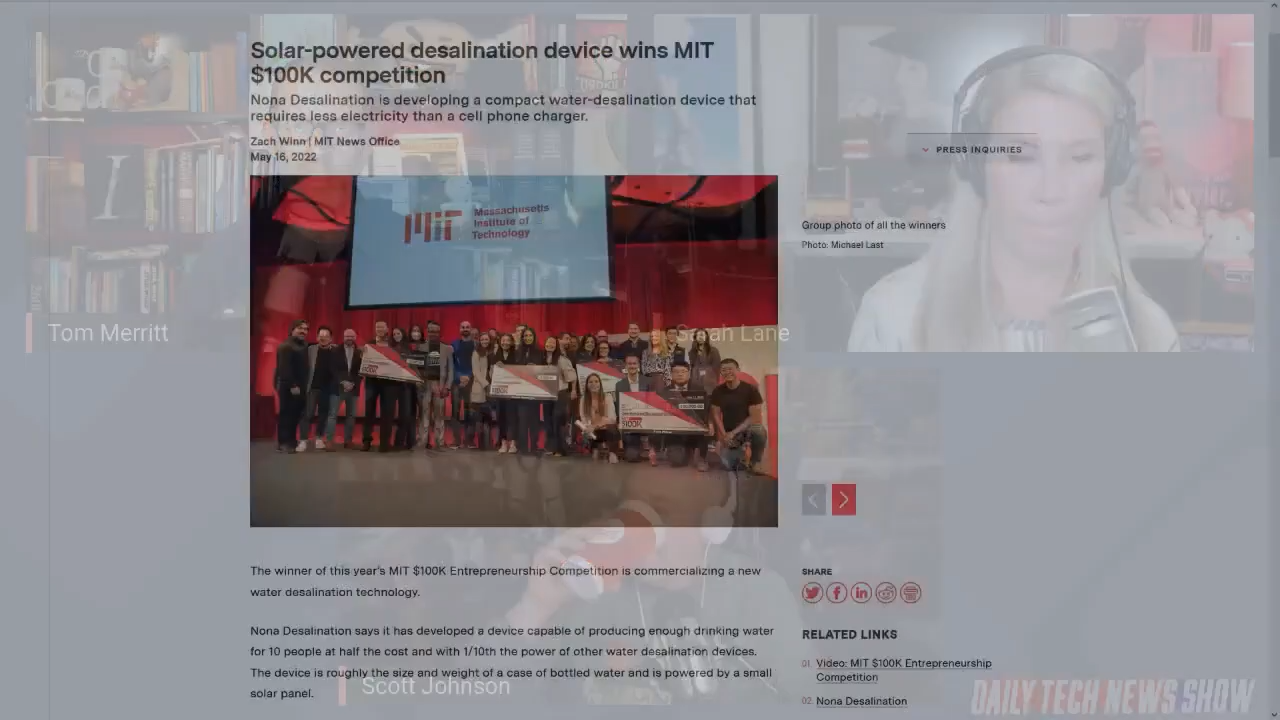 Solar-powered desalination device wins MIT
$100K competition
Nona Desalination is developing a compact water-desalination device that
requires less electricity than a cell phone charger.
Zach Winn | MIT News Office
May 16, 2022
PRESS INQUIRIES
Massachusetts
Institute of
Technology
Group photo of all the winners
Photo: Michael Last
Tom Merritt
Sarah Lane
The winner of this year's MIT $100K Entrepreneurship Competition is commercializing a new
water desalination technology.
Nona Desalination says it has developed a device capable of producing enough drinking water
for 10 people at half the cost and with 1/10th the power of other water desalination devices.
The device is roughly the size and weight of a case of bottled water and is powered by a small
solar panel.
SHARE
RELATED LINKS
01. Video: MIT $100K Entrepreneurship
Competition
02. Nona Desalination
Scott Johnson
DAILY TECH NEWS SHOW